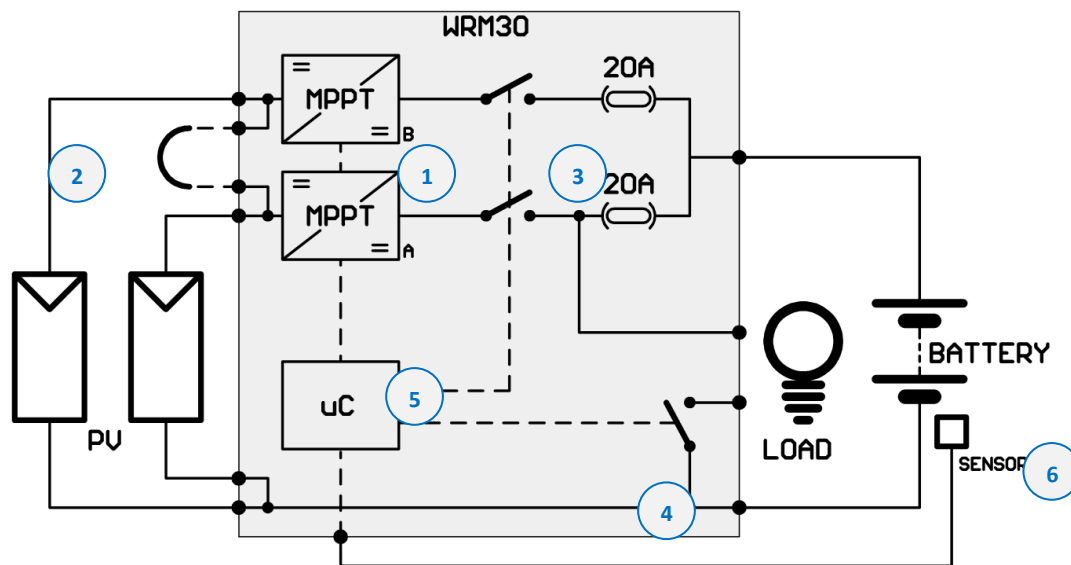 WRM30
20A
MPPT
B
2
1
3
20A
MPPT
A
BATTERY
5
uC
PV
LOAD
SENSOR
6
4